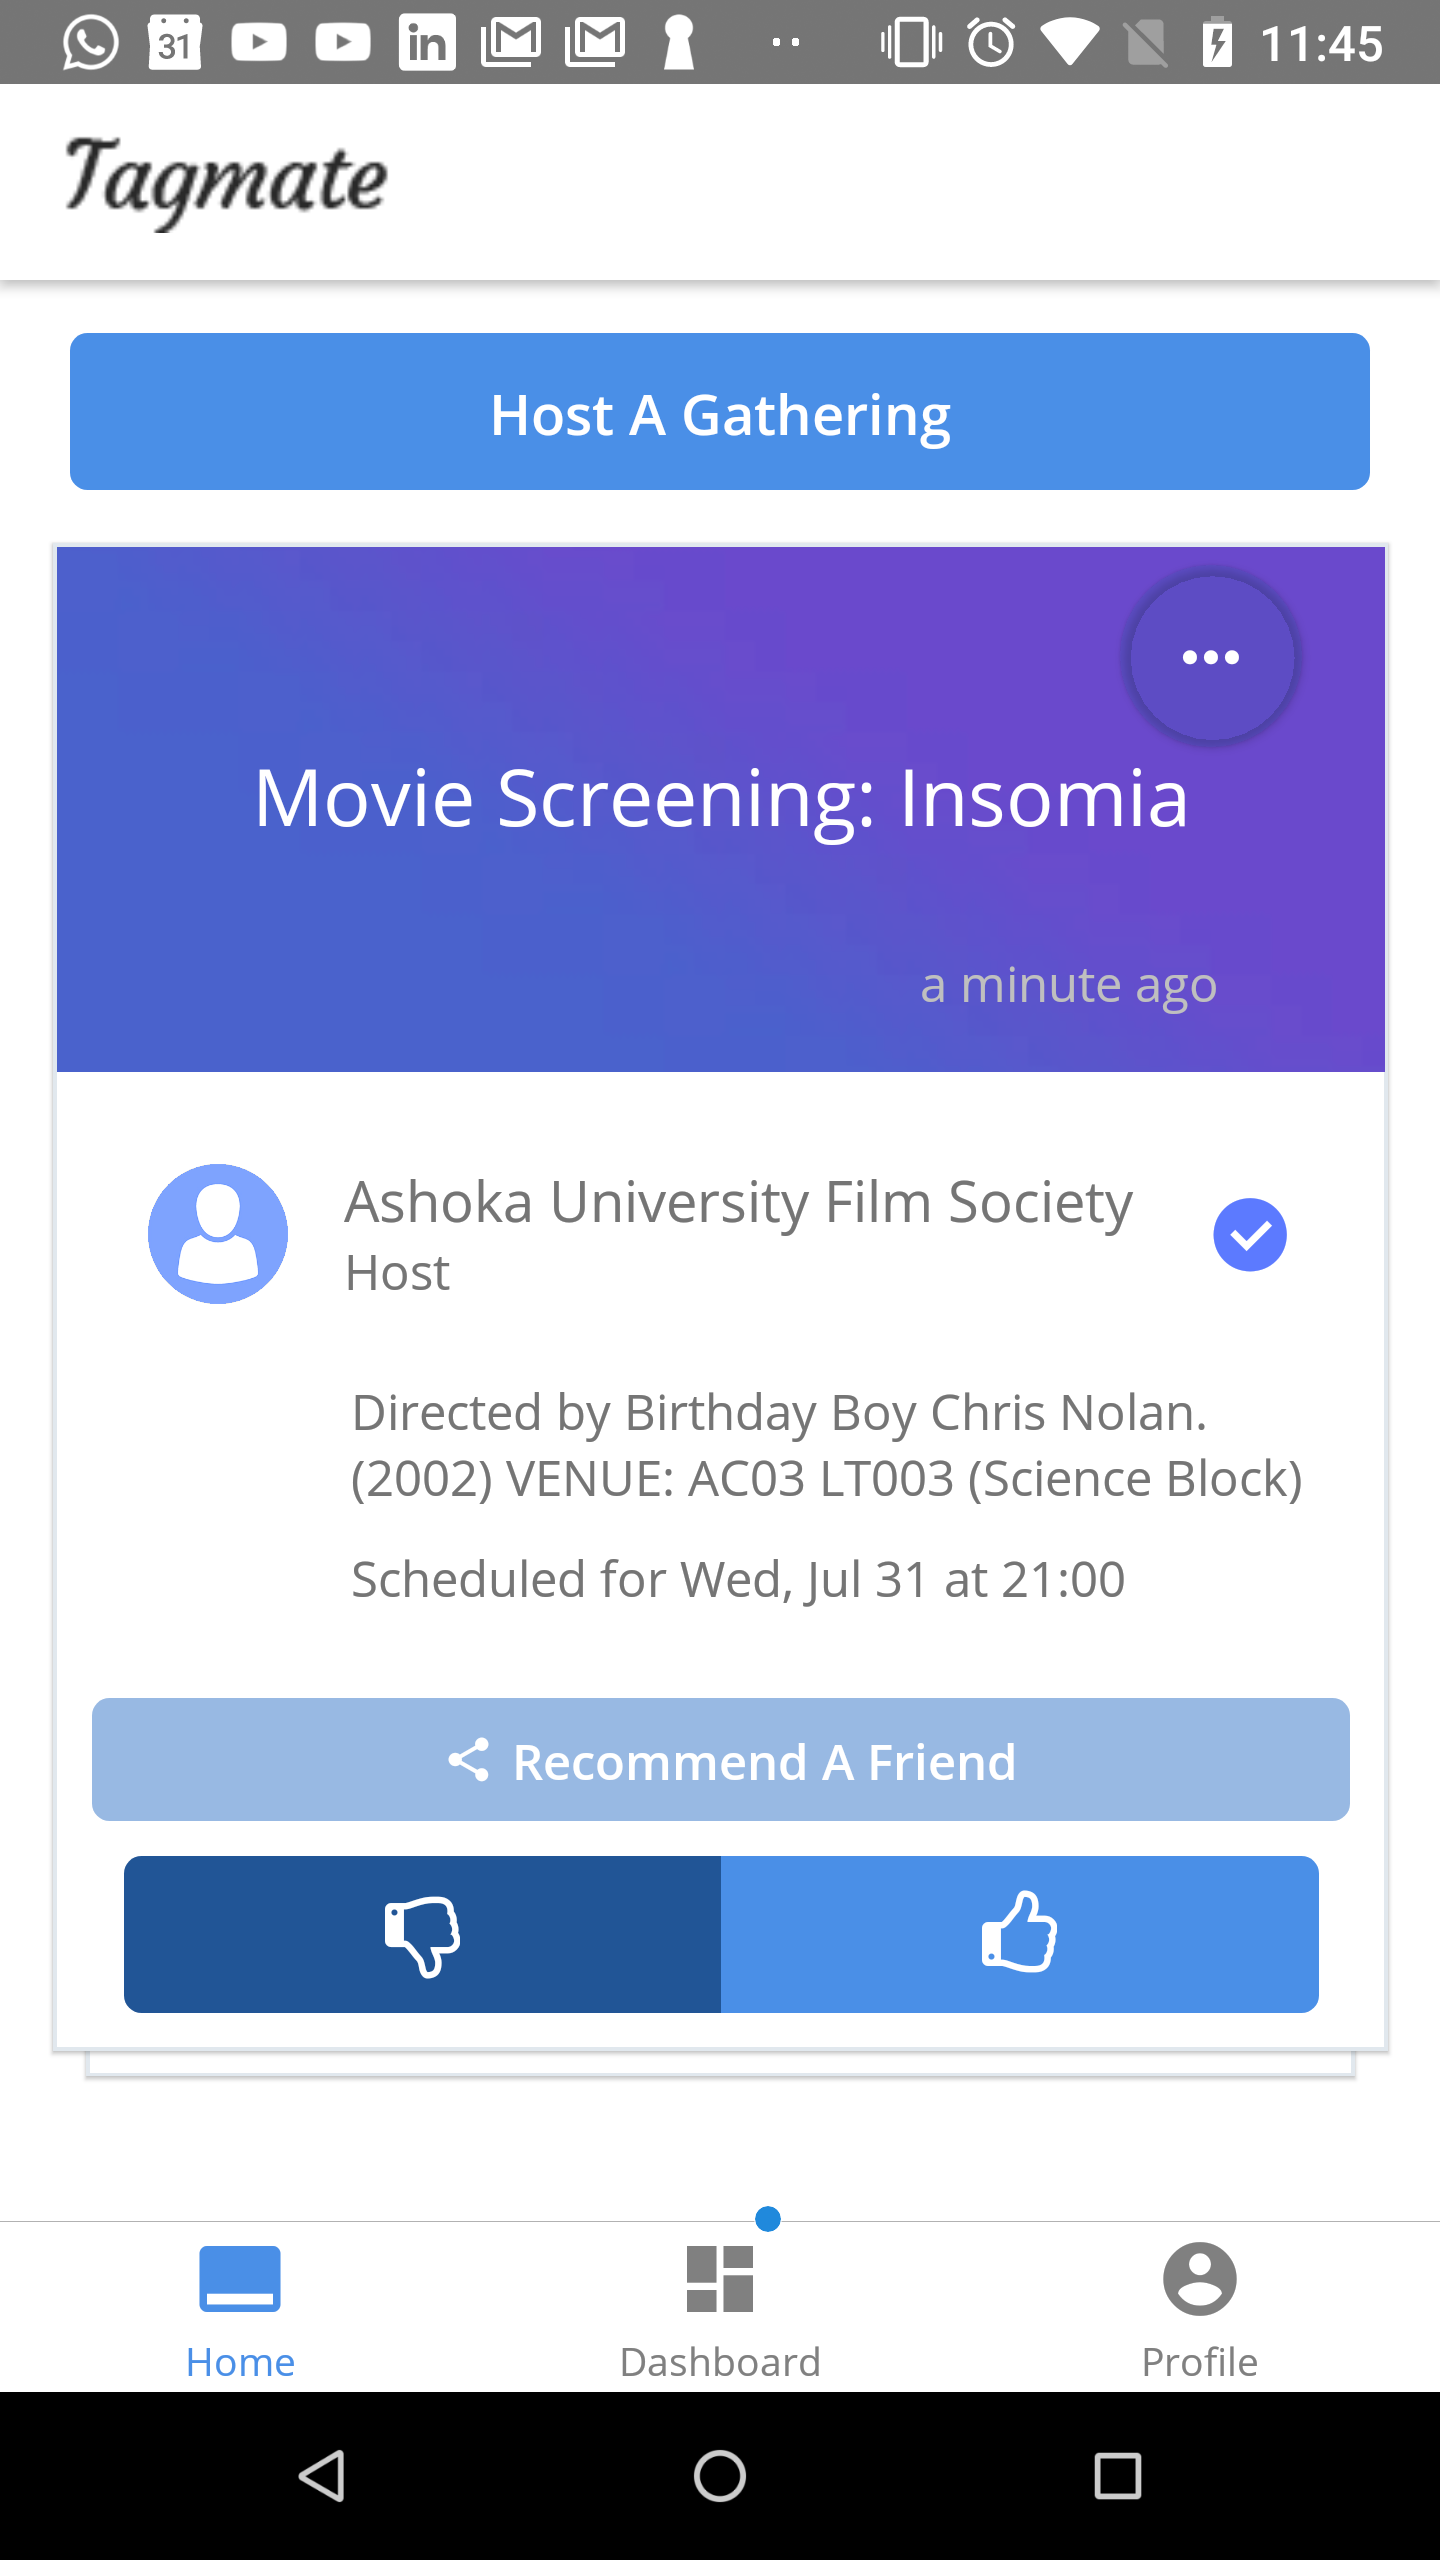 31
in
11:45
Tagmate
Host A Gathering
Movie Screening: Insomia
a minute ago
Ashoka University Film Society
Host
Directed by Birthday Boy Chris Nolan.
(2002) VENUE: AC03 LT003 (Science Block)
Scheduled for Wed, Jul 31 at 21:00
Recommend A Friend
Home
Dashboard
Profile